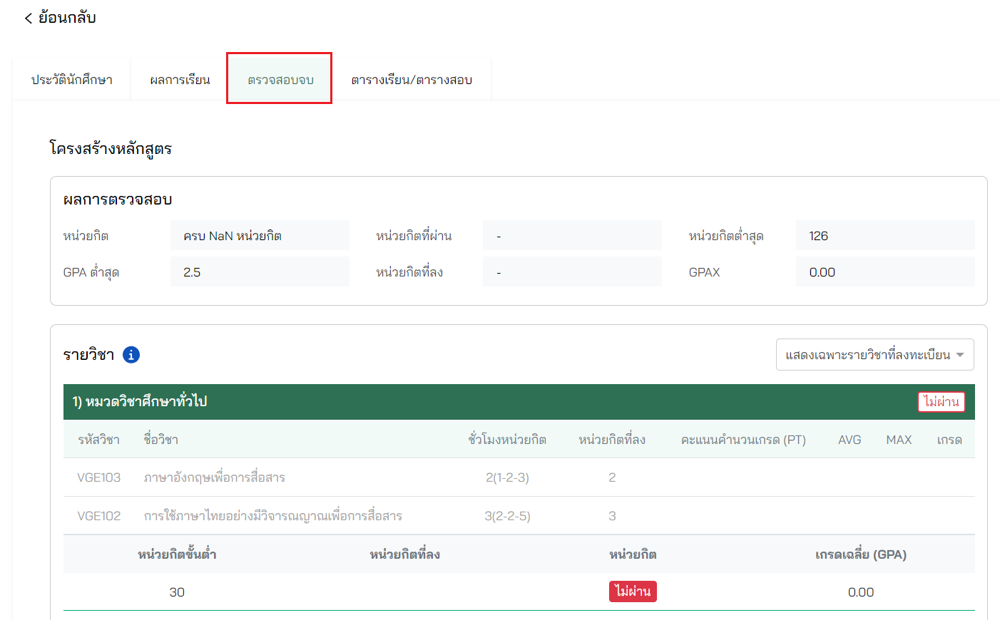 ย้อนกลับ
ประวัตินักศึกษา ผลการเรียน ตรวจสอบจบ ตารางเรียน/ตารางสอบ
โครงสร้างหลักสูตร
ผลการตรวจสอบ
หน่วยกิต ครบ NaN หน่วยกิต หน่วยกิตที่ผ่าน - หน่วยกิตต่ำสุด 126
GPA ต่ำสุด 2.5 หน่วยกิตที่ลง - GPAX 0.00
รายวิชา i แสดงเฉพาะรายวิชาที่ลงทะเบียน
1) หมวดวิชาศึกษาทั่วไป ไม่ผ่าน
รหัสวิชา ชื่อวิชา ชั่วโมงหน่วยกิต หน่วยกิตที่ลง คะแนนคำนวนเกรด (PT) AVG MAX เกรด
VGE103 ภาษาอังกฤษเพื่อการสื่อสาร 2(1-2-3) 2
VGE102 การใช้ภาษาไทยอย่างมีวิจารณญาณเพื่อการสื่อสาร 3(2-2-5) 3
หน่วยกิตขั้นต่ำ หน่วยกิตที่ลง หน่วยกิต เกรดเฉลี่ย (GPA)
30 ไม่ผ่าน 0.00